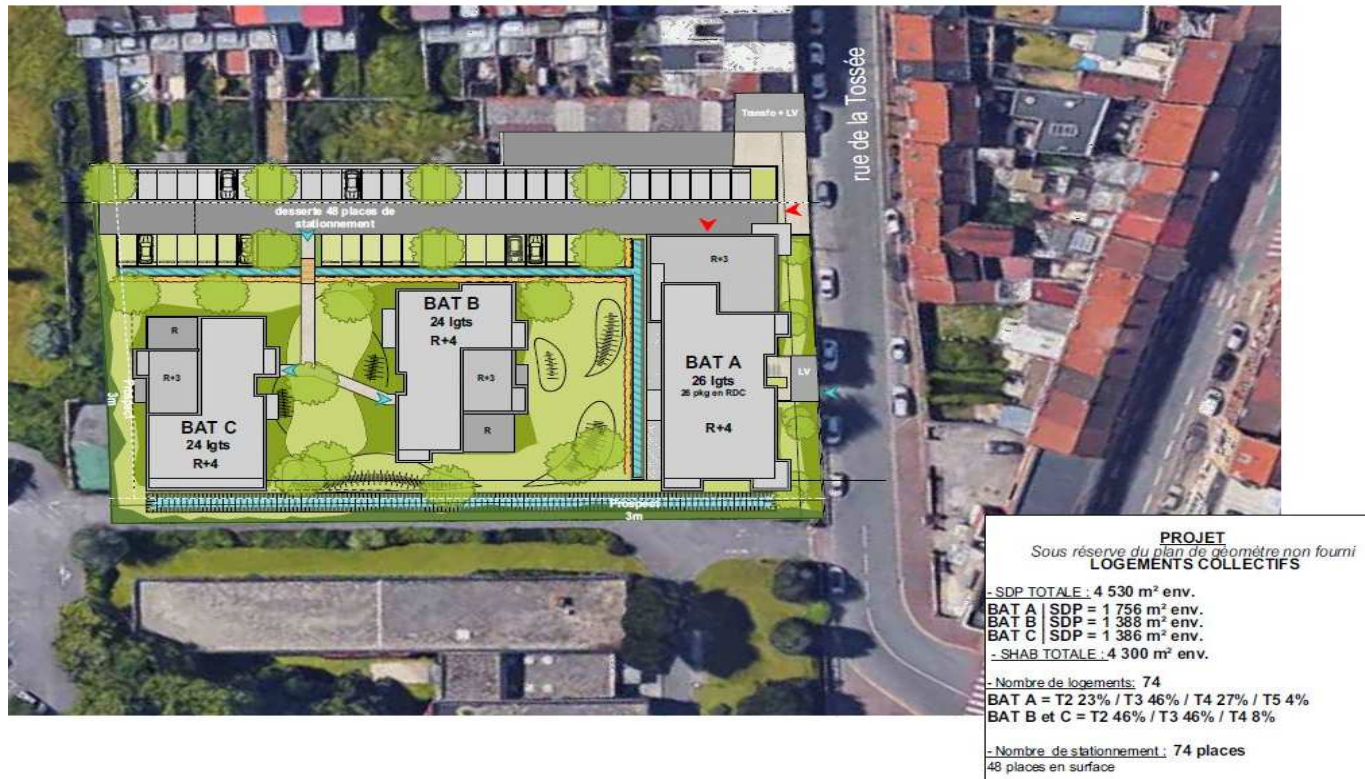 Transfo + LV
rue de la Tossée
desserte 48 places de
stationnement
R+3
BAT B
24 lgts
R+4
R+3
R
BAT A
26 lgts
26 pkg en RDC
R+4
LV
R
R+3
BAT C
24 lgts
R+4
Prospect
3m
Prospect
3m
PROJET
Sous réserve du plan de géomètre non fourni
LOGEMENTS COLLECTIFS
- SDP TOTALE : 4 530 m² env.
BAT A | SDP = 1 756 m² env.
BAT B | SDP = 1 388 m² env.
BAT C | SDP = 1 386 m² env.
- SHAB TOTALE : 4 300 m² env.
- Nombre de logements: 74
BAT A = T2 23% / T3 46% / T4 27% / T5 4%
BAT B et C = T2 46% / T3 46% / T4 8%
- Nombre de stationnement : 74 places
48 places en surface